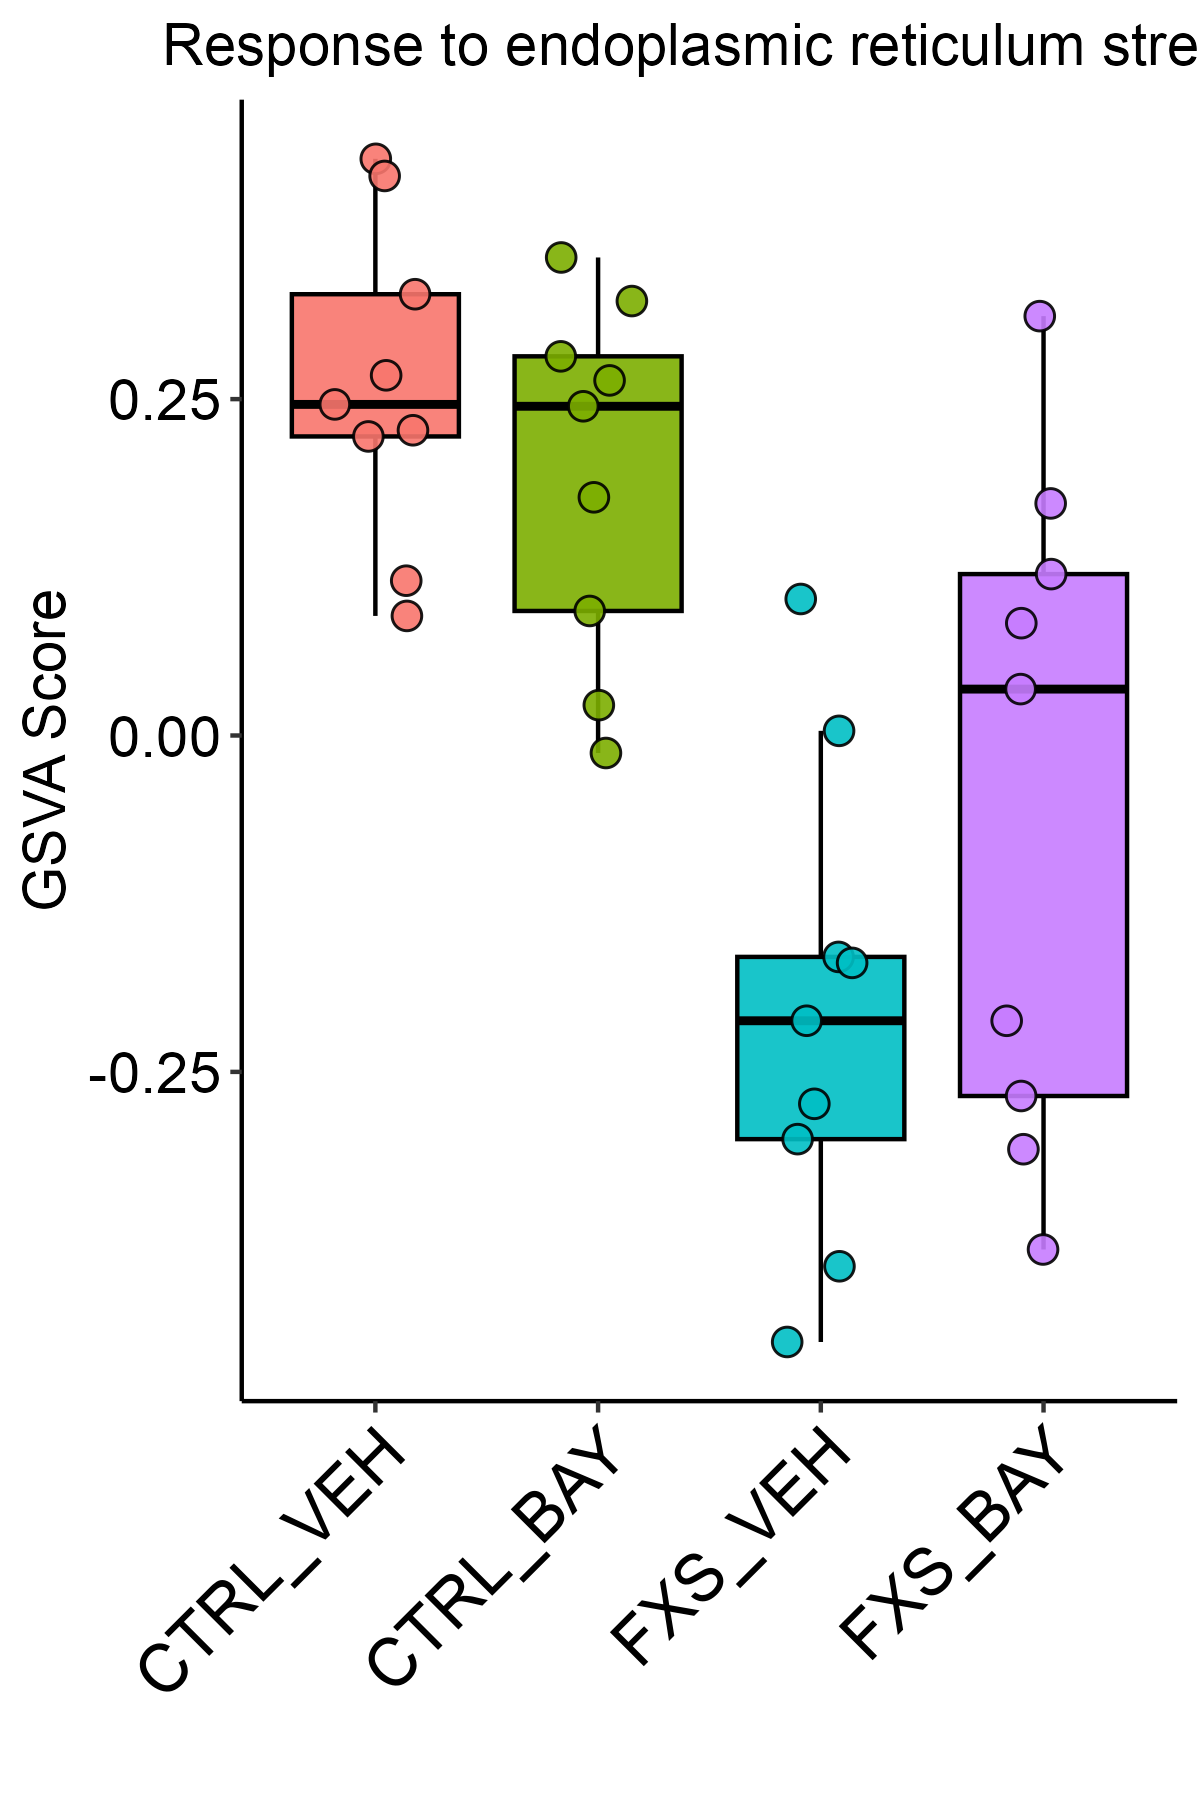 Response to endoplasmic reticulum stre
GSVA Score
0.25
0.00
-0.25
CTRL_VEH
CTRL_BAY
FXS_VEH
FXS_BAY